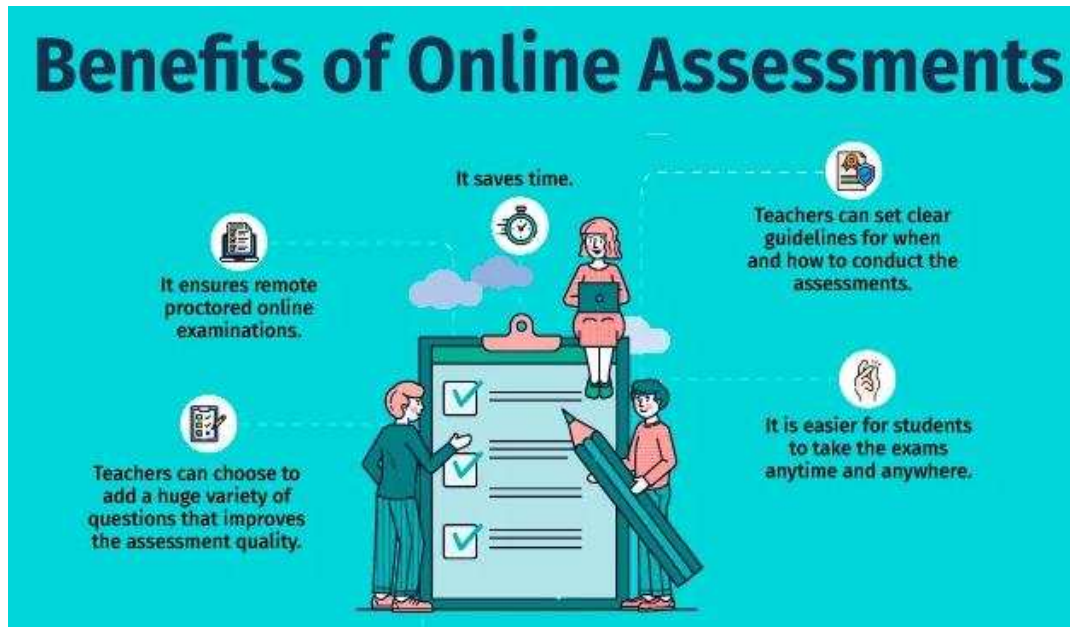 Benefits of Online Assessments
It saves time.
Teachers can set clear
guidelines for when
and how to conduct the
assessments.
It ensures remote
proctored online
examinations.
It is easier for students
to take the exams
anytime and anywhere.
Teachers can choose to
add a huge variety of
questions that improves
the assessment quality.